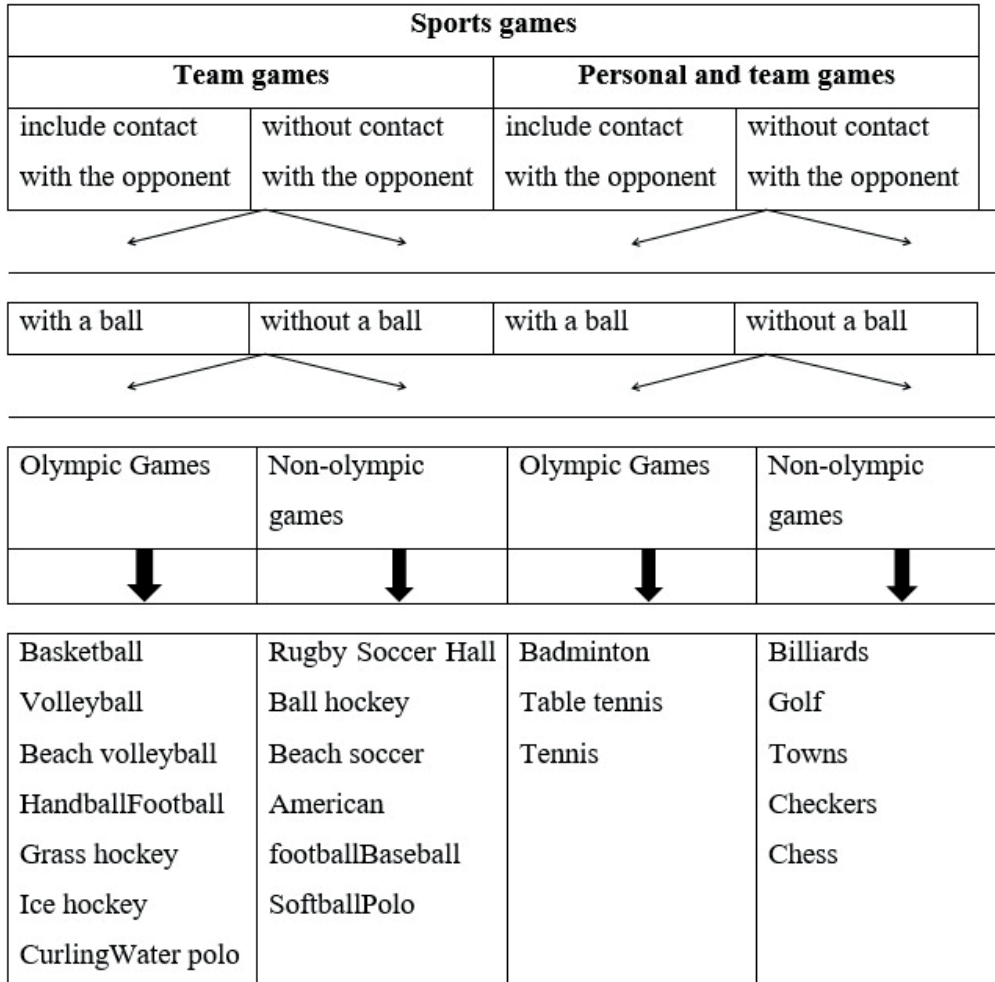 Sports games
Team games
Personal and team games
include contact
with the opponent
without contact
with the opponent
include contact
with the opponent
without contact
with the opponent
with a ball
without a ball
with a ball
without a ball
Olympic Games
Non-olympic
games
Olympic Games
Non-olympic
games
Basketball
Volleyball
Beach volleyball
HandballFootball
Grass hockey
Ice hockey
CurlingWater polo
Rugby Soccer Hall
Ball hockey
Beach soccer
American
footballBaseball
SoftballPolo
Badminton
Table tennis
Tennis
Billiards
Golf
Towns
Checkers
Chess